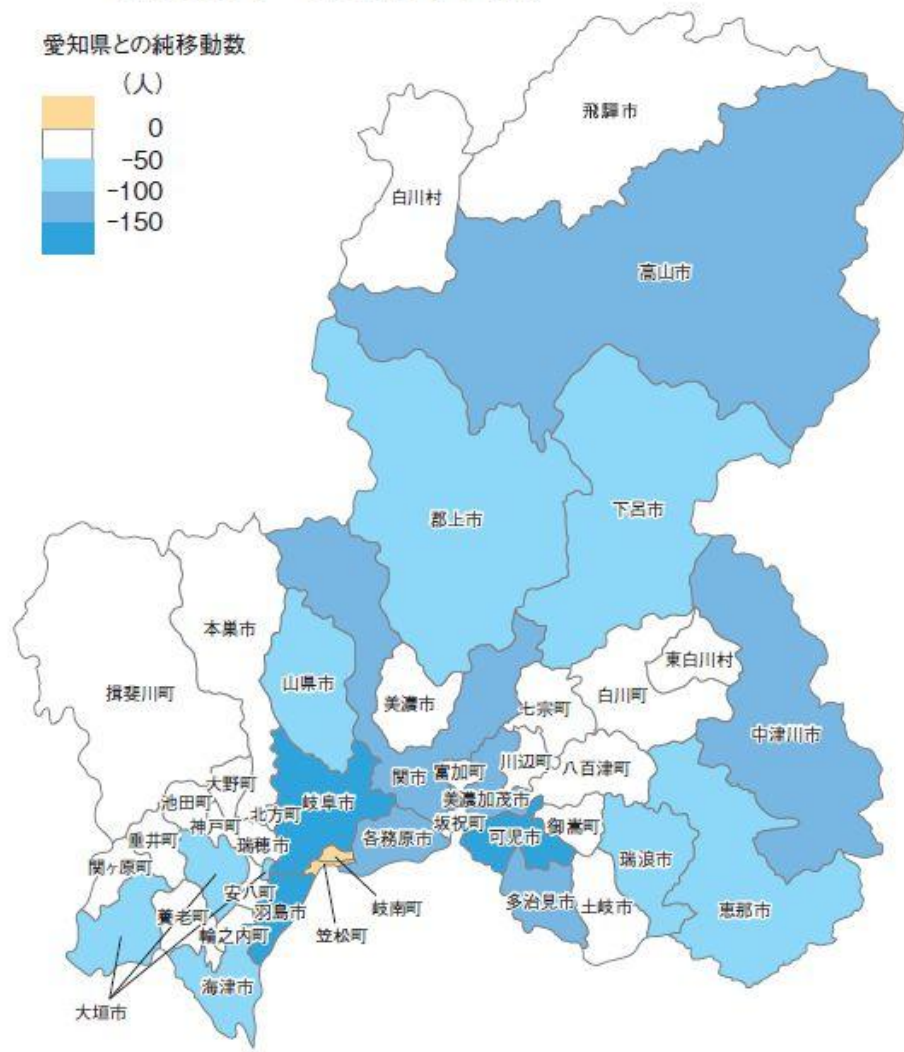 愛知県との純移動数
(人)
0
-50
-100
-150
飛驒市
白川村
高山市
郡上市
下呂市
本巣市
東白川村
揖斐川町
山県市
美濃市
七宗町
白川町
中津川市
川辺町
八百津町
関市
富加町
大野町
池田町
岐阜市
美濃加茂市
北方町
神戸町
坂祝町
御嵩町
垂井町
各務原市
可児市
瑞穂市
瑞浪市
関ヶ原町
安八町
多治見市
土岐市
恵那市
養老町
羽島市
岐南町
輪之内町
笠松町
海津市
大垣市